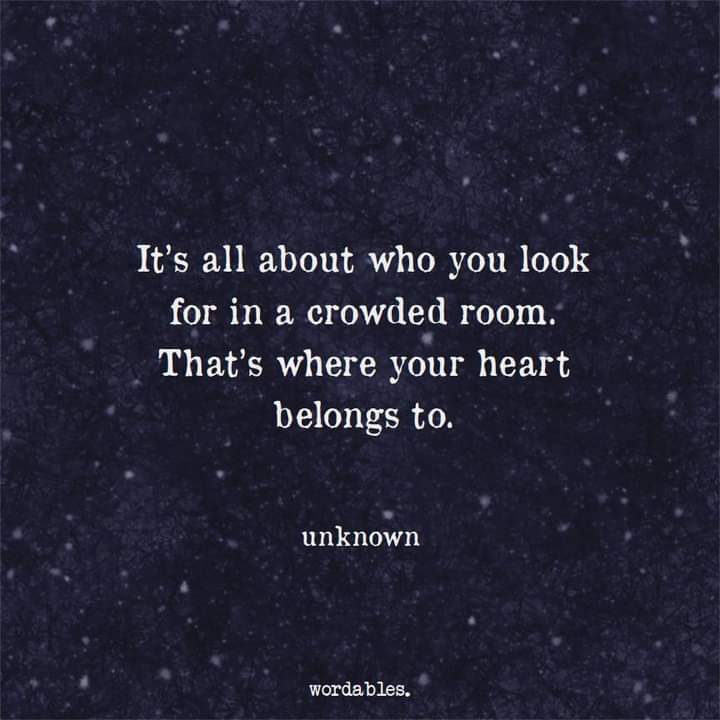 It's all about who you look
for in a crowded room.
That's where your heart
belongs to.
unknown
wordables.